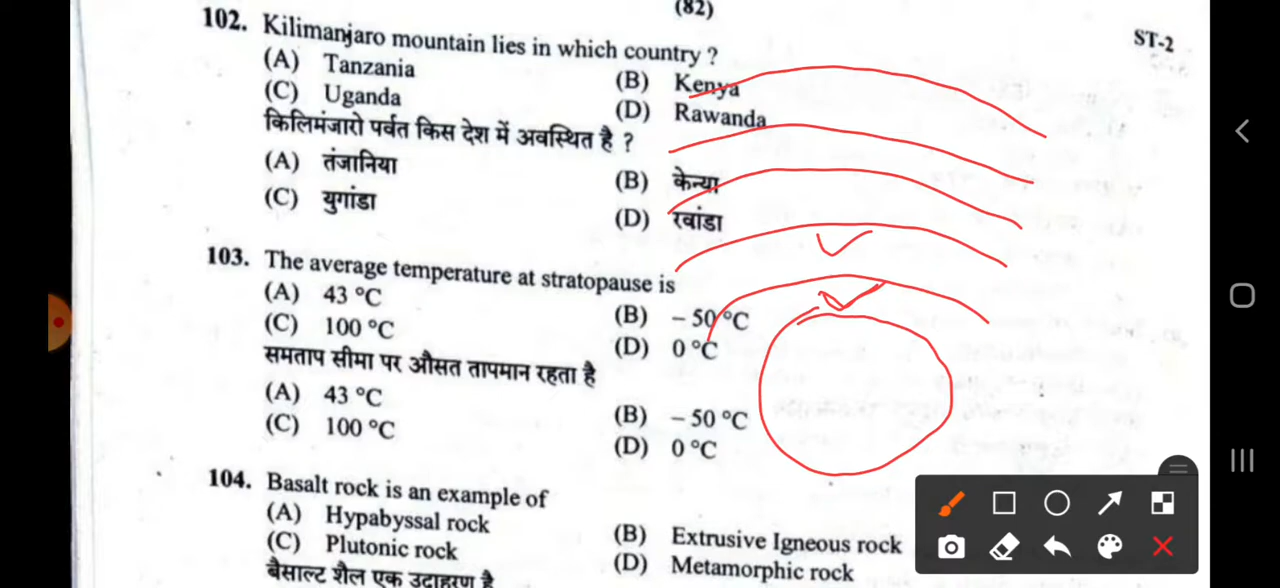 (82)
ST-2
102. Kilimanjaro mountain lies in which country ?
(A) Tanzania (B) Kenya
(C) Uganda (D) Rawanda
किलिमंजारो पर्वत किस देश में अवस्थित है ?
(A) तंजानिया (B) केन्या
(C) युगांडा (D) रवांडा
103. The average temperature at stratopause is
(A) 43 °C (B) – 50 °C
(C) 100 °C (D) 0 °C
समताप सीमा पर औसत तापमान रहता है
(A) 43 °C (B) – 50 °C
(C) 100 °C (D) 0 °C
104. Basalt rock is an example of
(A) Hypabyssal rock (B) Extrusive Igneous rock
(C) Plutonic rock (D) Metamorphic rock
बैसाल्ट शैल एक उदाहरण है